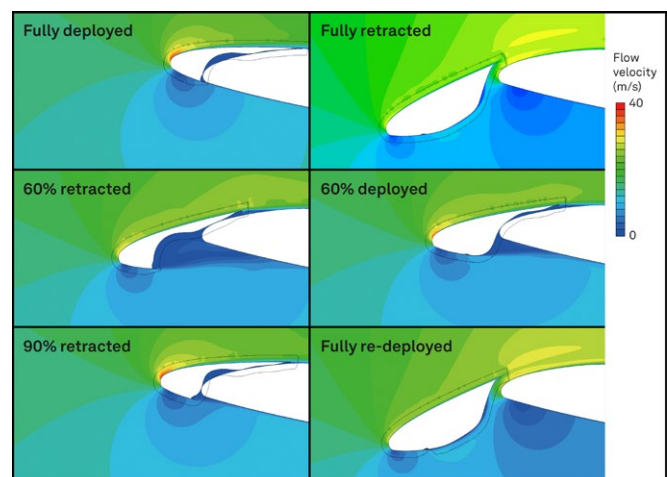 Fully deployed
Fully retracted
Flow
velocity
(m/s)
40
0
60% retracted
60% deployed
90% retracted
Fully re-deployed